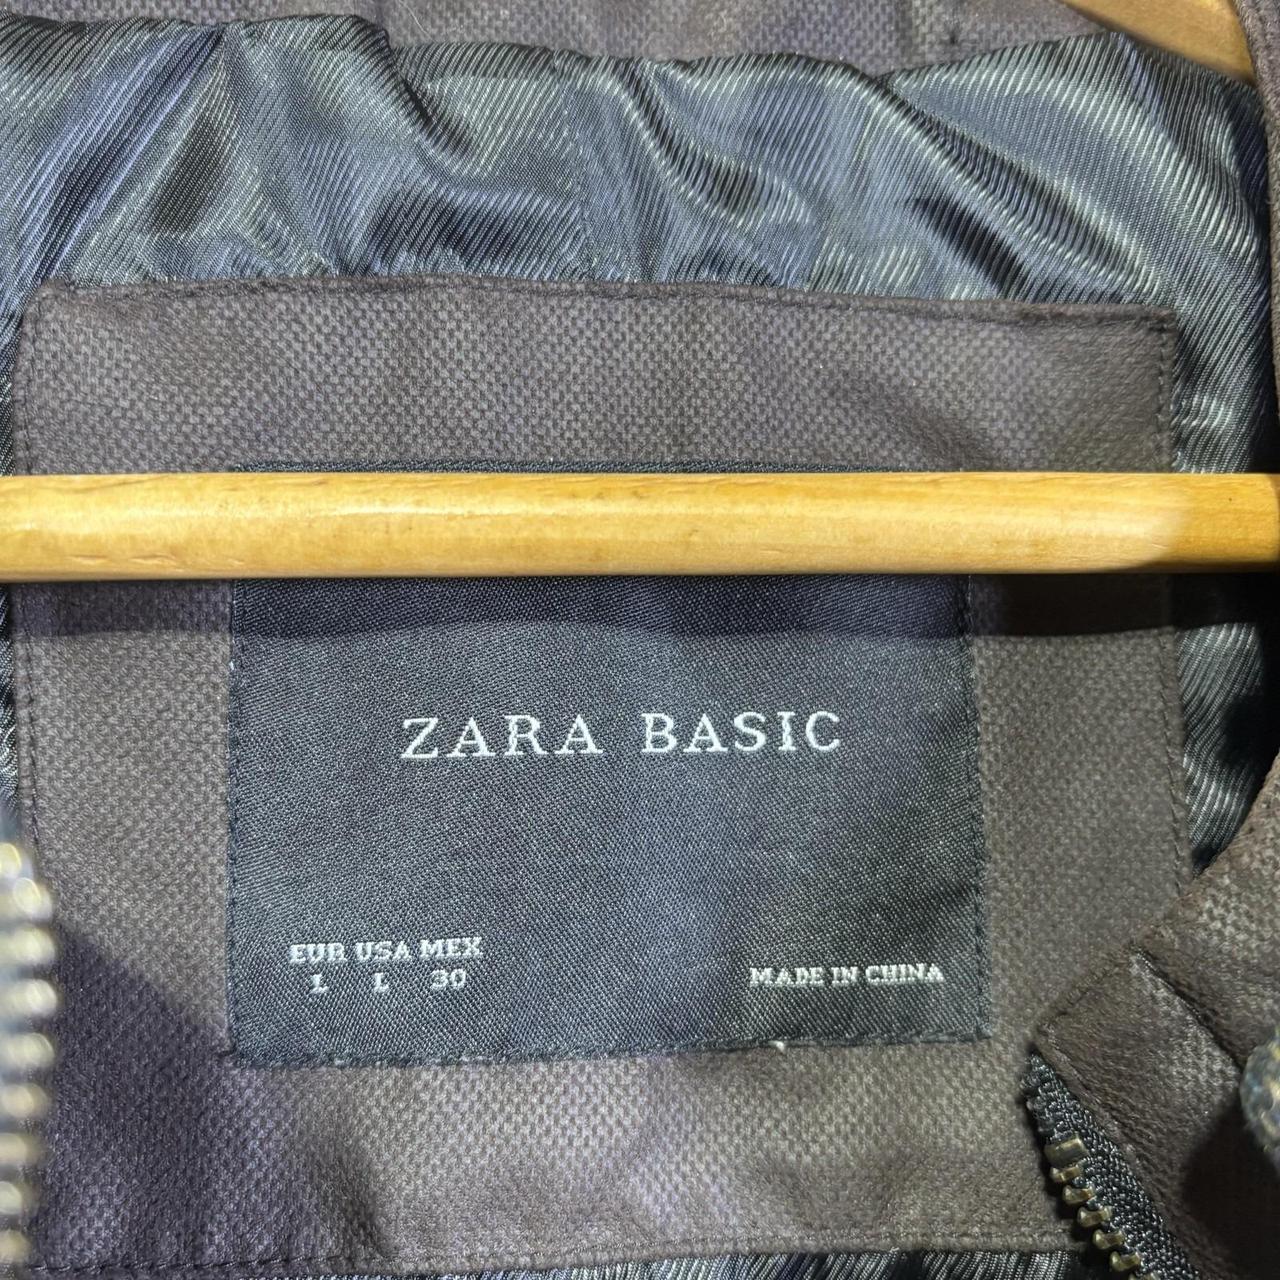 ZARA BASIC
EUR USA MEX
L L 30
MADE IN CHINA